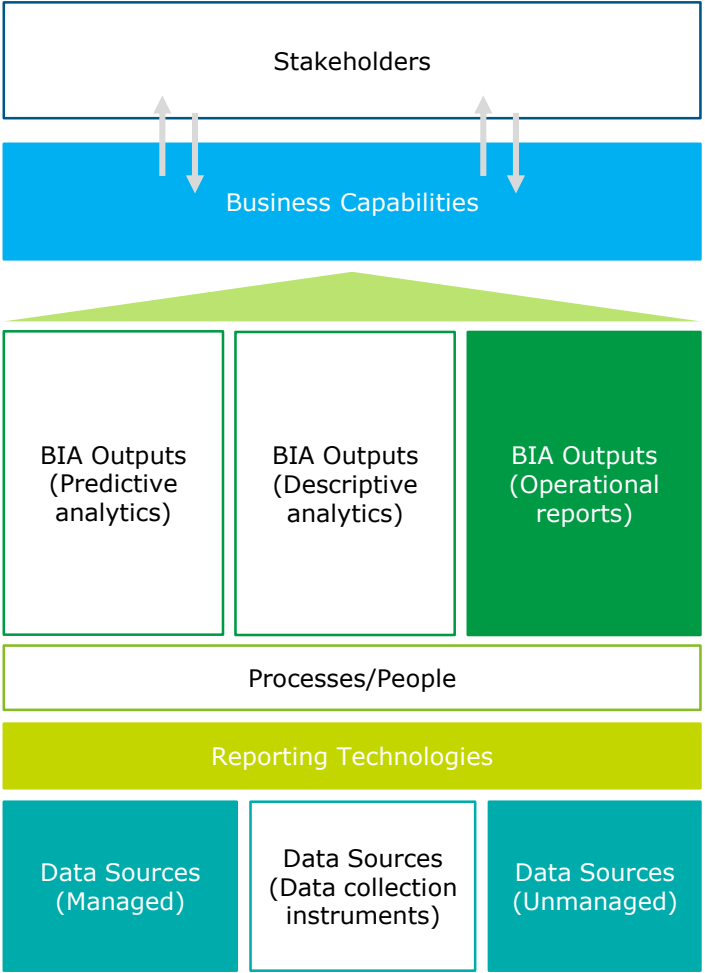 Stakeholders
Business Capabilities
BIA Outputs
(Predictive
analytics)
BIA Outputs
(Descriptive
analytics)
BIA Outputs
(Operational
reports)
Processes/People
Reporting Technologies
Data Sources
(Managed)
Data Sources
(Data collection
instruments)
Data Sources
(Unmanaged)